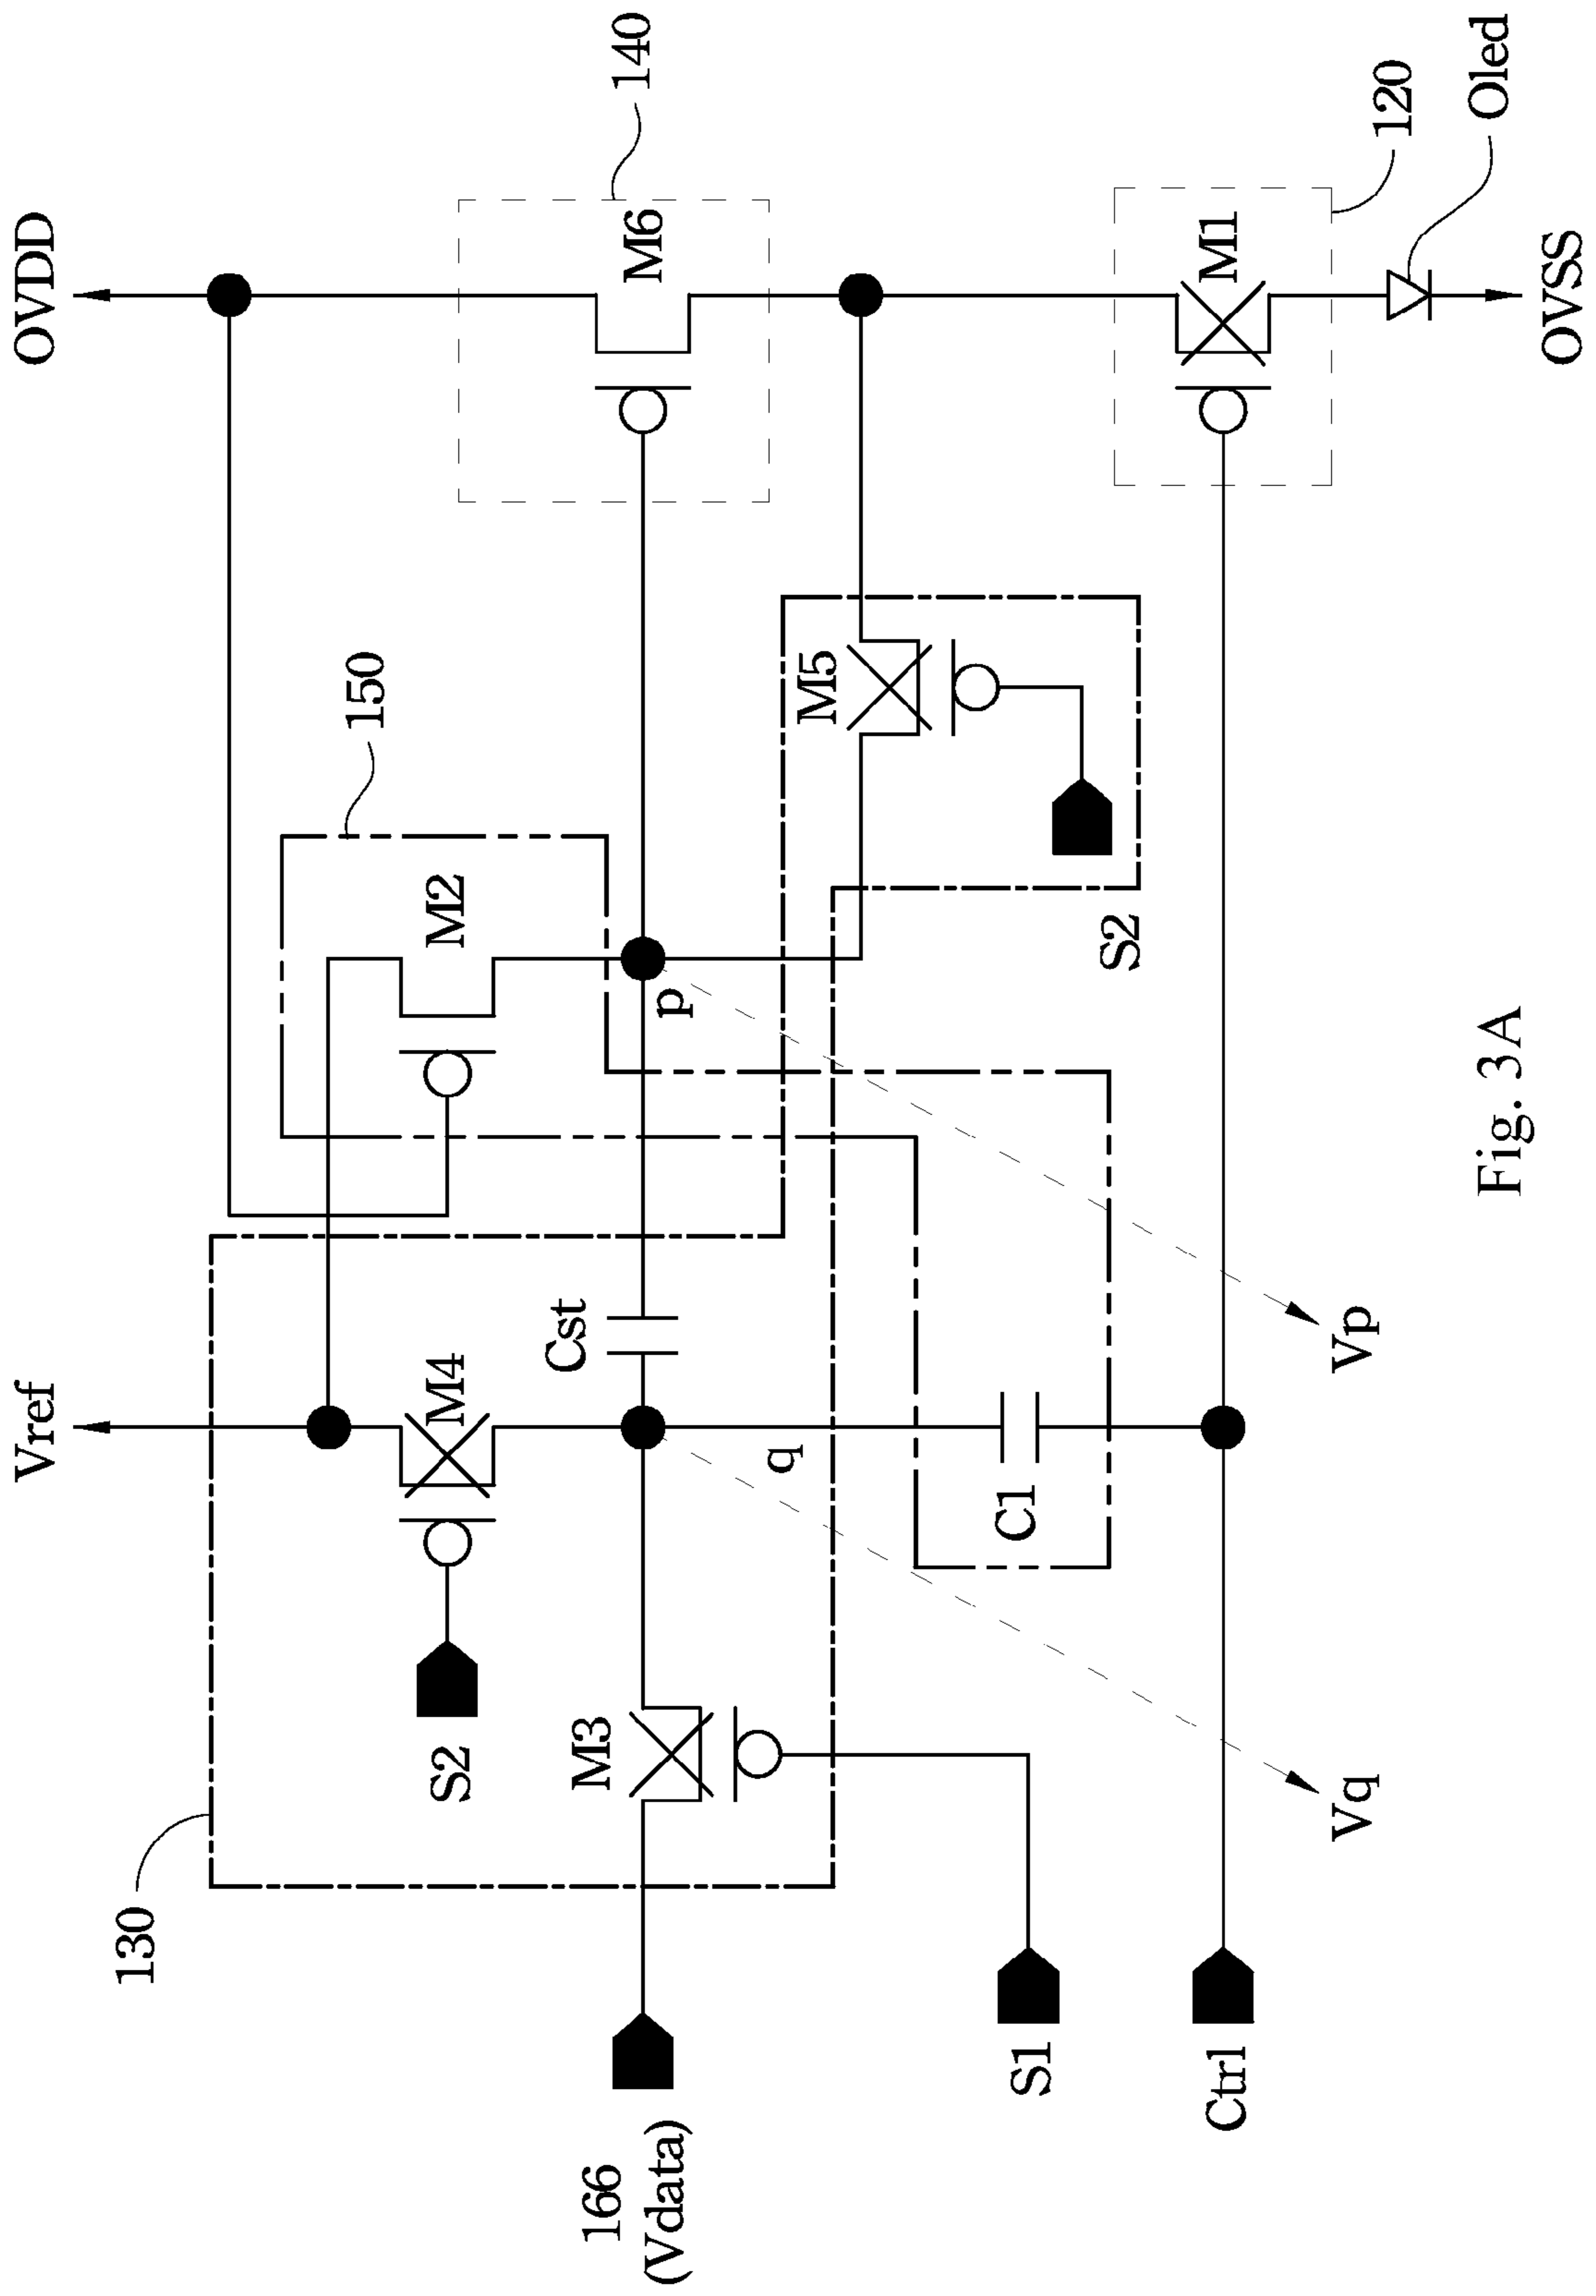 OVDD
140
M6
120
M1
Oled
OVSS
150
M2
M5
S2
p
Vref
M4
Cst
q
C1
Vp
Vq
S2
M3
130
166
(Vdata)
S1
Ctrl
Fig. 3A